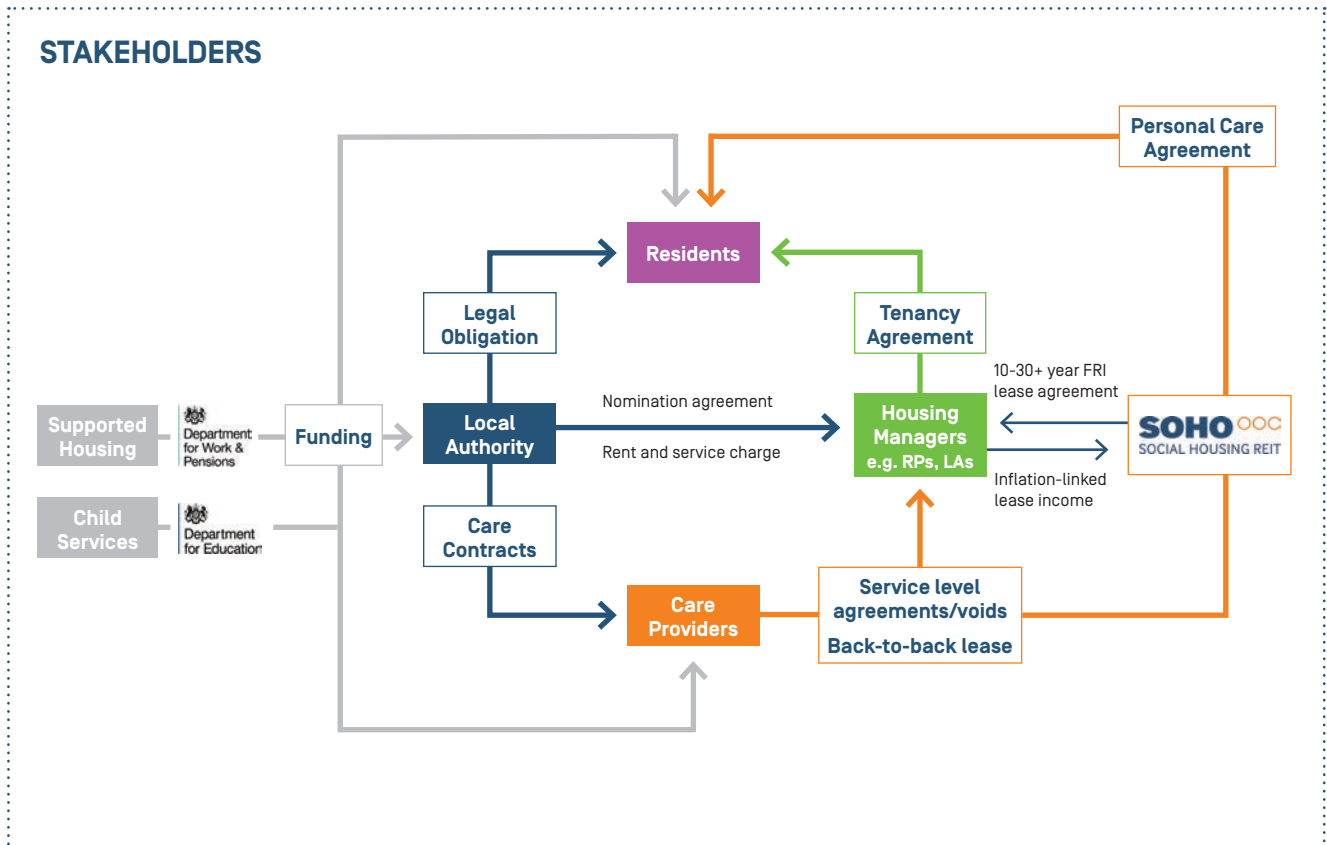 STAKEHOLDERS
Personal Care
Agreement
Residents
Legal
Obligation
Tenancy
Agreement
10-30+ year FRI
lease agreement
Supported
Housing
Department
for Work &
Pensions
Funding
Local
Authority
Nomination agreement
Rent and service charge
Housing
Managers
e.g. RPs, LAs
SOHO
SOCIAL HOUSING REIT
Inflation-linked
lease income
Child
Services
Department
for Education
Care
Contracts
Care
Providers
Service level
agreements/voids
Back-to-back lease